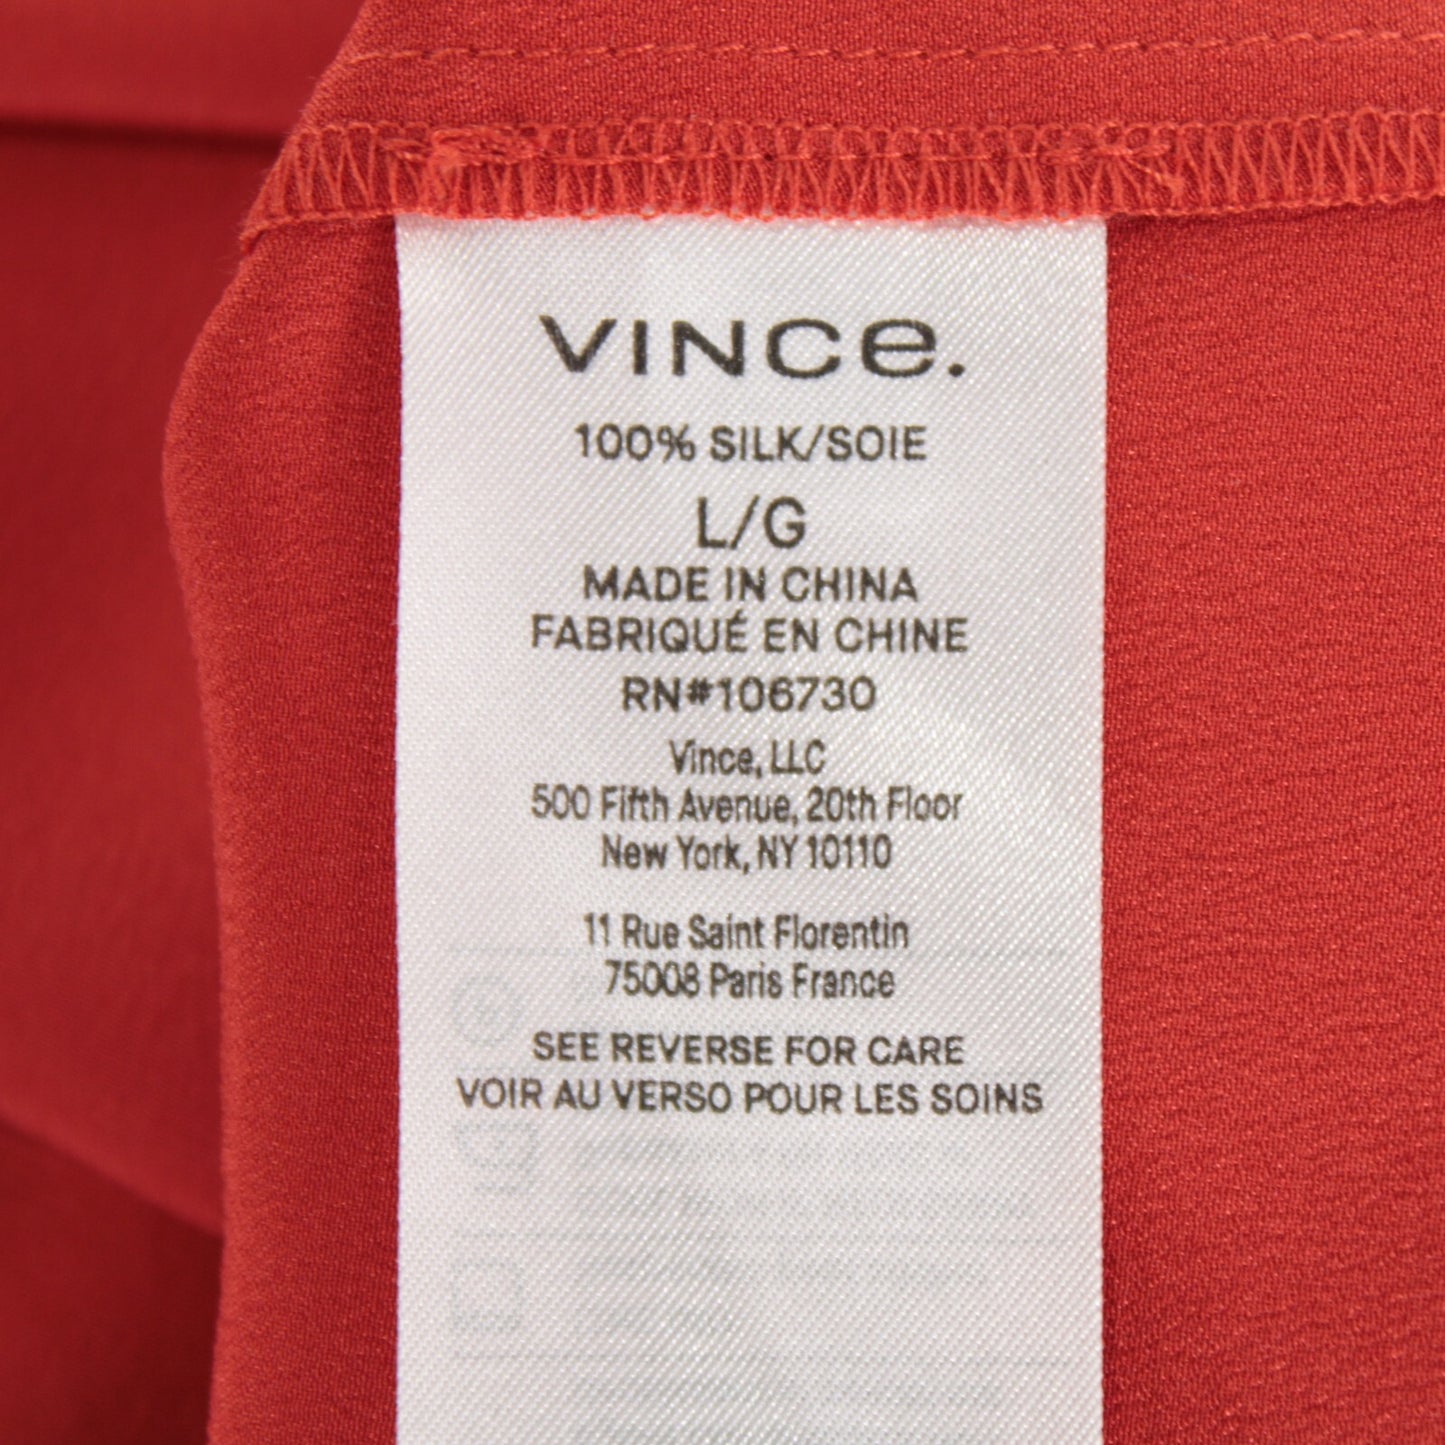 VINCe.
100% SILK/SOIE
L/G
MADE IN CHINA
FABRIQUÉ EN CHINE
RN#106730
Vince, LLC
500 Fifth Avenue, 20th Floor
New York, NY 10110
11 Rue Saint Florentin
75008 Paris France
SEE REVERSE FOR CARE
VOIR AU VERSO POUR LES SOINS